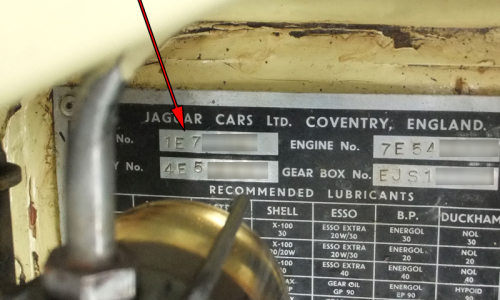 JAGUAR CARS LTD. COVENTRY, ENGLAND.
No. 1E7 ENGINE No. 7E54
Y No. 4E5 GEAR BOX No. EJS1
RECOMMENDED LUBRICANTS
SHELL ESSO B.P. DUCKHAM
X-100 30 ESSO EXTRA 20W/30 ENERGOL 30 NOL 30
X-100 20/20W ESSO EXTRA 20W/30 ENERGOL 20 NOL 20
X-100 40 ESSO EXTRA 40 ENERGOL 40 NOL 40
GEAR OIL GP 90 ENERGOL EP 90 HYPOID 90